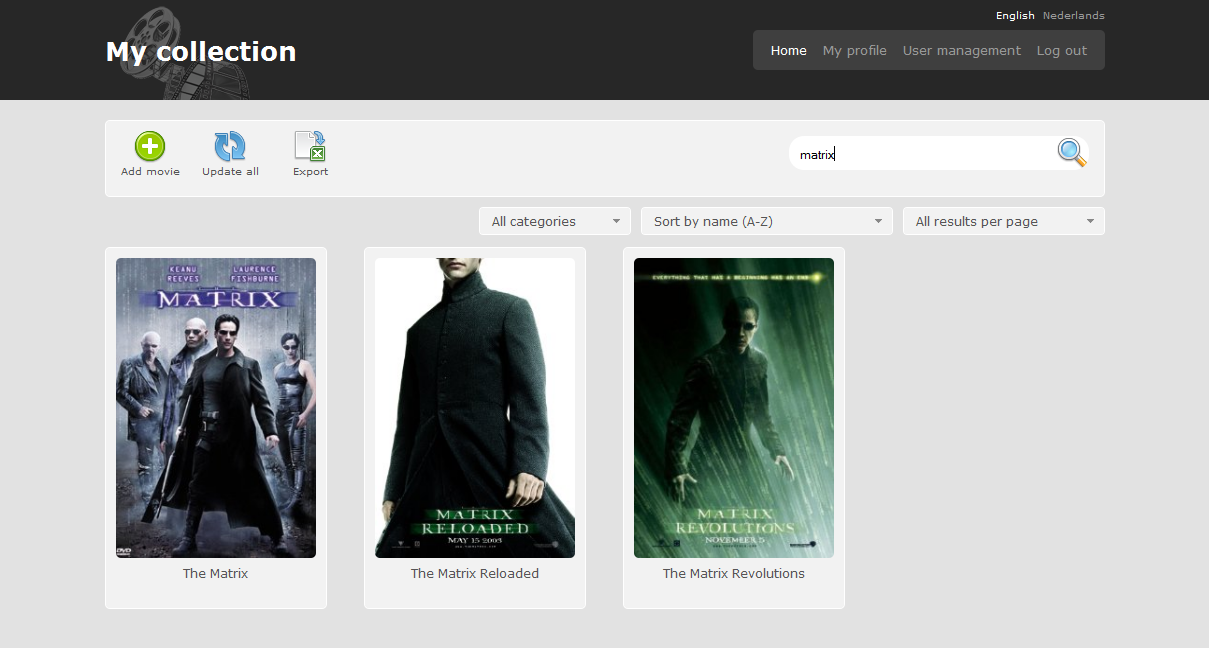 English Nederlands
My collection
Home My profile User management Log out
Add movie Update all Export
matrix
All categories Sort by name (A-Z) All results per page
KEANU REEVES LAURENCE FISHBURNE
MATRIX
DVD
The Matrix
MATRIX
RELOADED
MAY 15 2003
The Matrix Reloaded
EVERYTHING THAT HAS A BEGINNING HAS AN END
MATRIX
REVOLUTIONS
NOVEMBER 5
The Matrix Revolutions